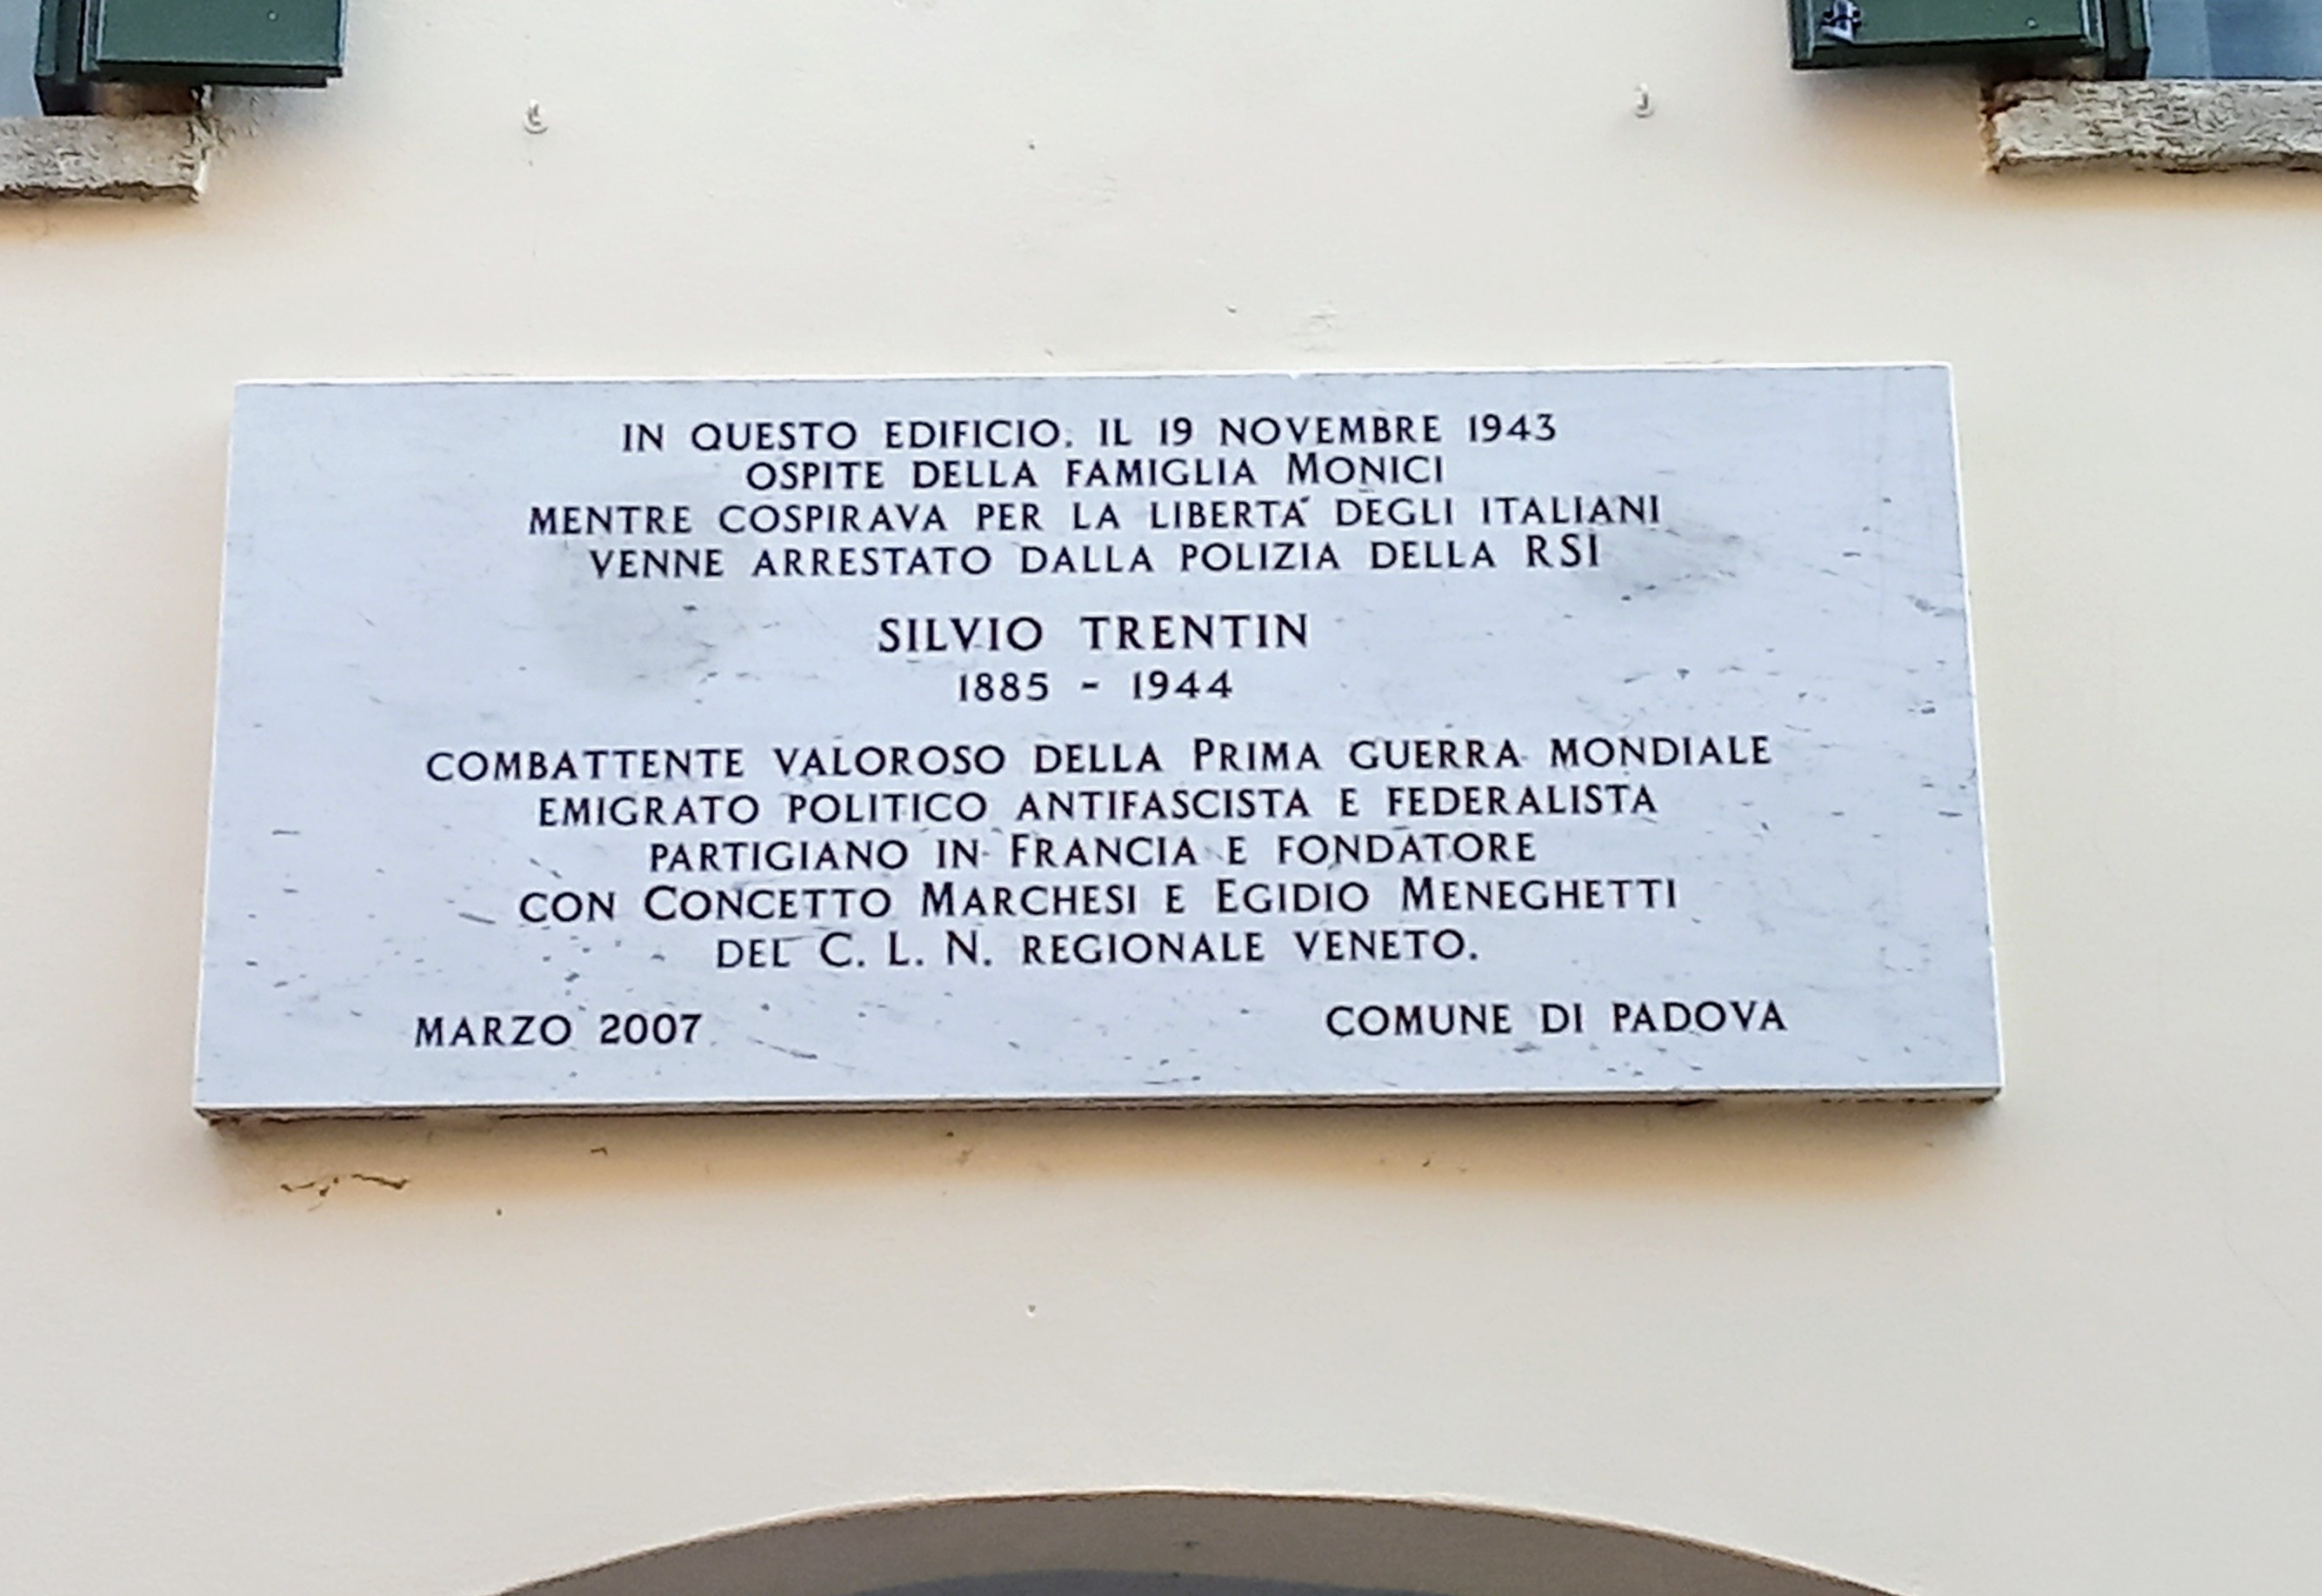 IN QUESTO EDIFICIO, IL 19 NOVEMBRE 1943
OSPITE DELLA FAMIGLIA MONICI
MENTRE COSPIRAVA PER LA LIBERTA' DEGLI ITALIANI
VENNE ARRESTATO DALLA POLIZIA DELLA RSI
SILVIO TRENTIN
1885 - 1944
COMBATTENTE VALOROSO DELLA PRIMA GUERRA MONDIALE
EMIGRATO POLITICO ANTIFASCISTA E FEDERALISTA
PARTIGIANO IN FRANCIA E FONDATORE
CON CONCETTO MARCHESI E EGIDIO MENEGHETTI
DEL C. L. N. REGIONALE VENETO.
MARZO 2007 COMUNE DI PADOVA